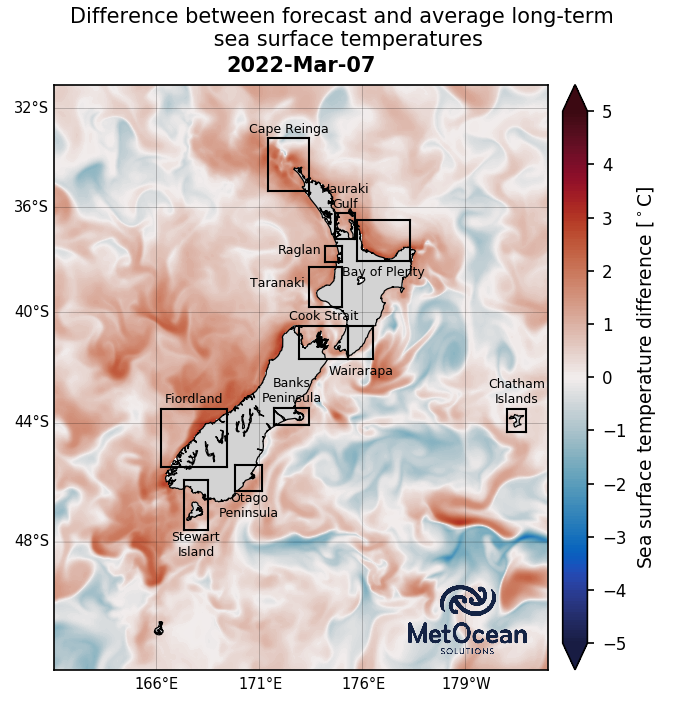 Difference between forecast and average long-term
sea surface temperatures
2022-Mar-07
32°S
36°S
40°S
44°S
48°S
Cape Reinga
Hauraki
Gulf
Raglan
Bay of Plenty
Taranaki
Cook Strait
Wairarapa
Banks
Peninsula
Fiordland
Chatham
Islands
Otago
Peninsula
Stewart
Island
MetOcean
SOLUTIONS
166°E
171°E
176°E
179°W
5
4
3
2
1
0
−1
−2
−3
−4
−5
Sea surface temperature difference [°C]